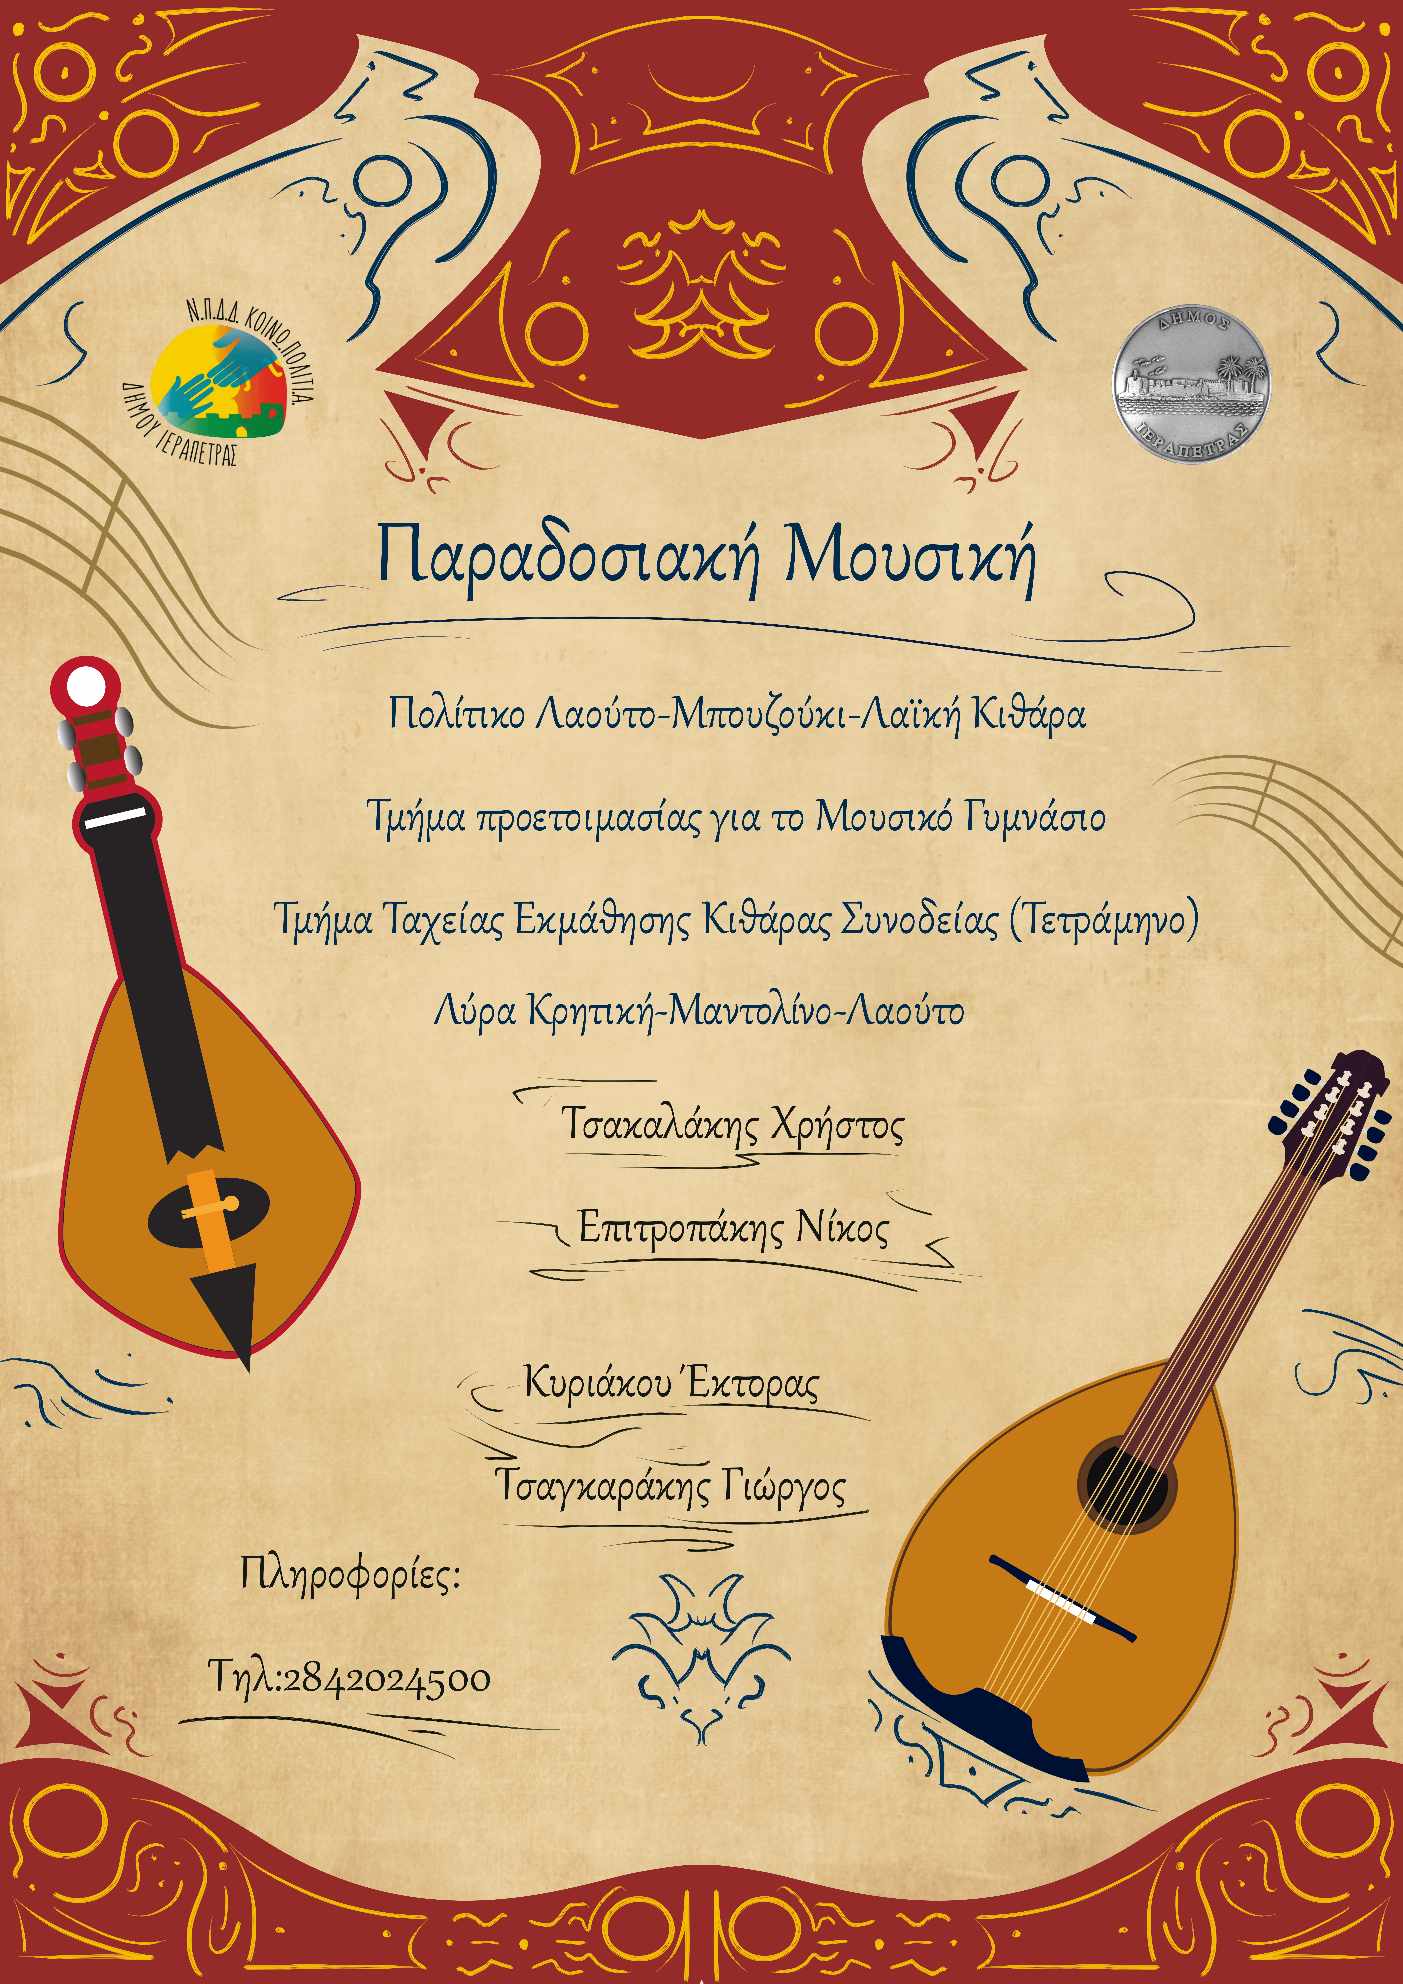 Ν.Π.Δ.Δ. ΚΟΙΝΩ.ΠΟΛΙΤΙ.Α.
ΔΗΜΟΥ ΙΕΡΑΠΕΤΡΑΣ
ΔΗΜΟΣ
ΙΕΡΑΠΕΤΡΑΣ
Παραδοσιακή Μουσική
Πολίτικο Λαούτο-Μπουζούκι-Λαϊκή Κιθάρα
Τμήμα προετοιμασίας για το Μουσικό Γυμνάσιο
Τμήμα Ταχείας Εκμάθησης Κιθάρας Συνοδείας (Τετράμηνο)
Λύρα Κρητική-Μαντολίνο-Λαούτο
Τσακαλάκης Χρήστος
Επιτροπάκης Νίκος
Κυριάκου Έκτορας
Τσαγκαράκης Γιώργος
Πληροφορίες:
Τηλ:2842024500